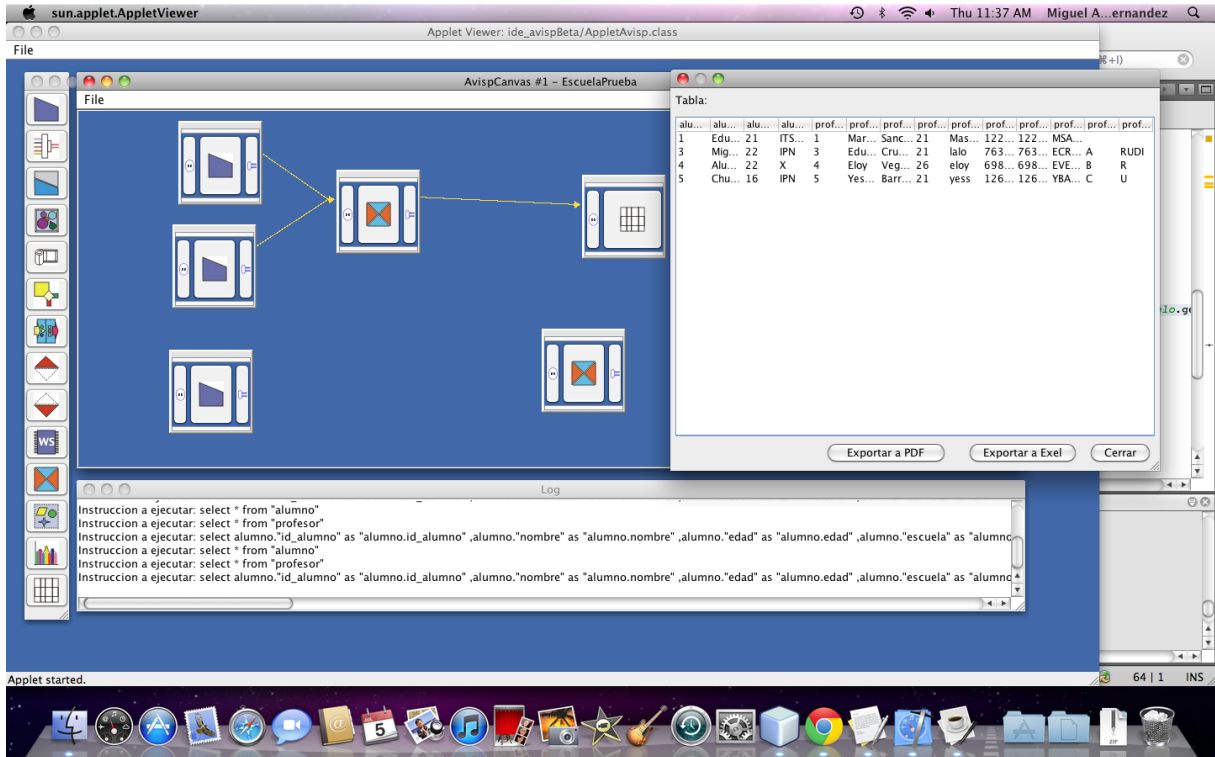 sun.applet.AppletViewer
Thu 11:37 AM Miguel A...ernandez
Applet Viewer: ide_avispBeta/AppletAvisp.class
File
⌘+I)
AvispCanvas #1 – EscuelaPrueba
File
WS
Tabla:
alu... alu... alu... alu... prof... prof... prof... prof... prof... prof... prof... prof... prof... prof...
1 Edu... 21 ITS... 1 Mar... Sanc... 21 Mas... 122... 122... MSA...
3 Mig... 22 IPN 3 Edu... Cru... 21 lalo 763... 763... ECR... A RUDI
4 Alu... 22 X 4 Eloy Veg... 26 eloy 698... 698... EVE... B R
5 Chu... 16 IPN 5 Yes... Barr... 21 yess 126... 126... YBA... C U
Exportar a PDF Exportar a Exel Cerrar
Log
Instruccion a ejecutar: select * from "alumno"
Instruccion a ejecutar: select * from "profesor"
Instruccion a ejecutar: select alumno."id_alumno" as "alumno.id_alumno" ,alumno."nombre" as "alumno.nombre" ,alumno."edad" as "alumno.edad" ,alumno."escuela" as "alumno
Instruccion a ejecutar: select * from "alumno"
Instruccion a ejecutar: select * from "profesor"
Instruccion a ejecutar: select alumno."id_alumno" as "alumno.id_alumno" ,alumno."nombre" as "alumno.nombre" ,alumno."edad" as "alumno.edad" ,alumno."escuela" as "alumno
Applet started.
64 | 1 INS
JUL
5
ZIP